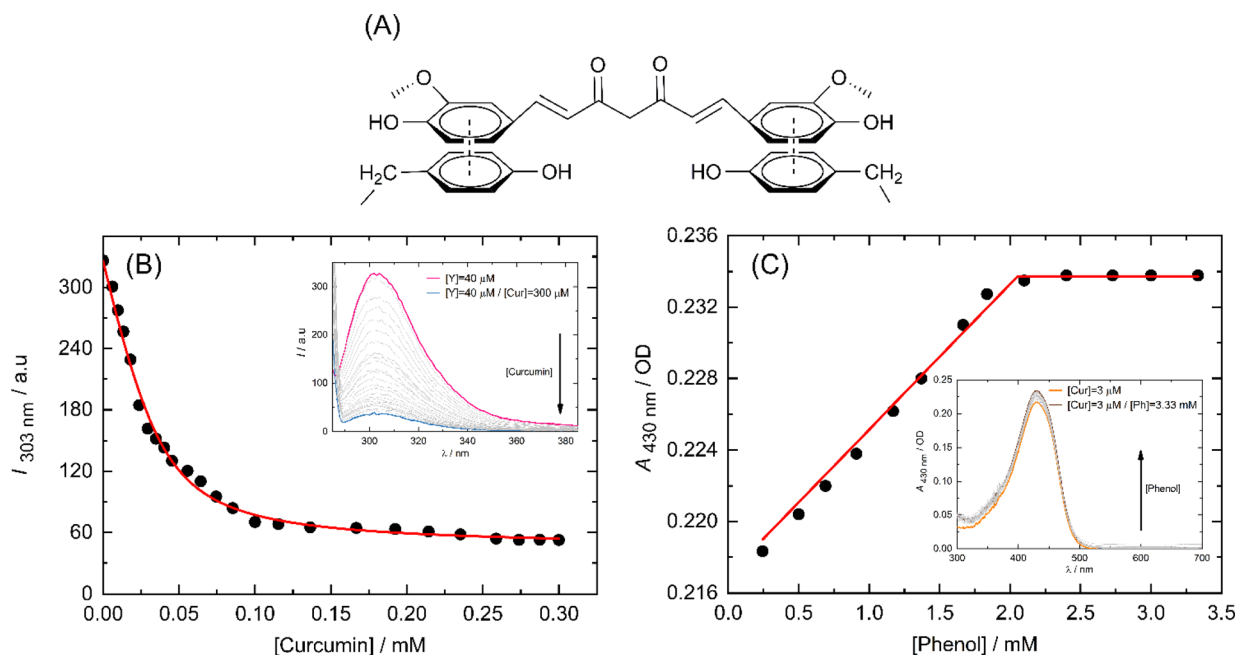 (A)
O
O
O
O
HO
OH
H2C
OH
HO
CH2
(B)
I 303 nm / a.u
300
240
180
120
60
0
0.00
0.05
0.10
0.15
0.20
0.25
0.30
[Curcumin] / mM
[Y]=40 μM
[Y]=40 μM / [Cur]=300 μM
I / a.u
300
200
100
0
300
320
340
360
380
λ / nm
[Curcumin]
(C)
A 430 nm / OD
0.236
0.232
0.228
0.224
0.220
0.216
0.0
0.5
1.0
1.5
2.0
2.5
3.0
3.5
[Phenol] / mM
[Cur]=3 μM
[Cur]=3 μM / [Ph]=3.33 mM
A 430 nm / OD
0.25
0.20
0.15
0.10
0.05
0.00
300
400
500
600
700
λ / nm
[Phenol]